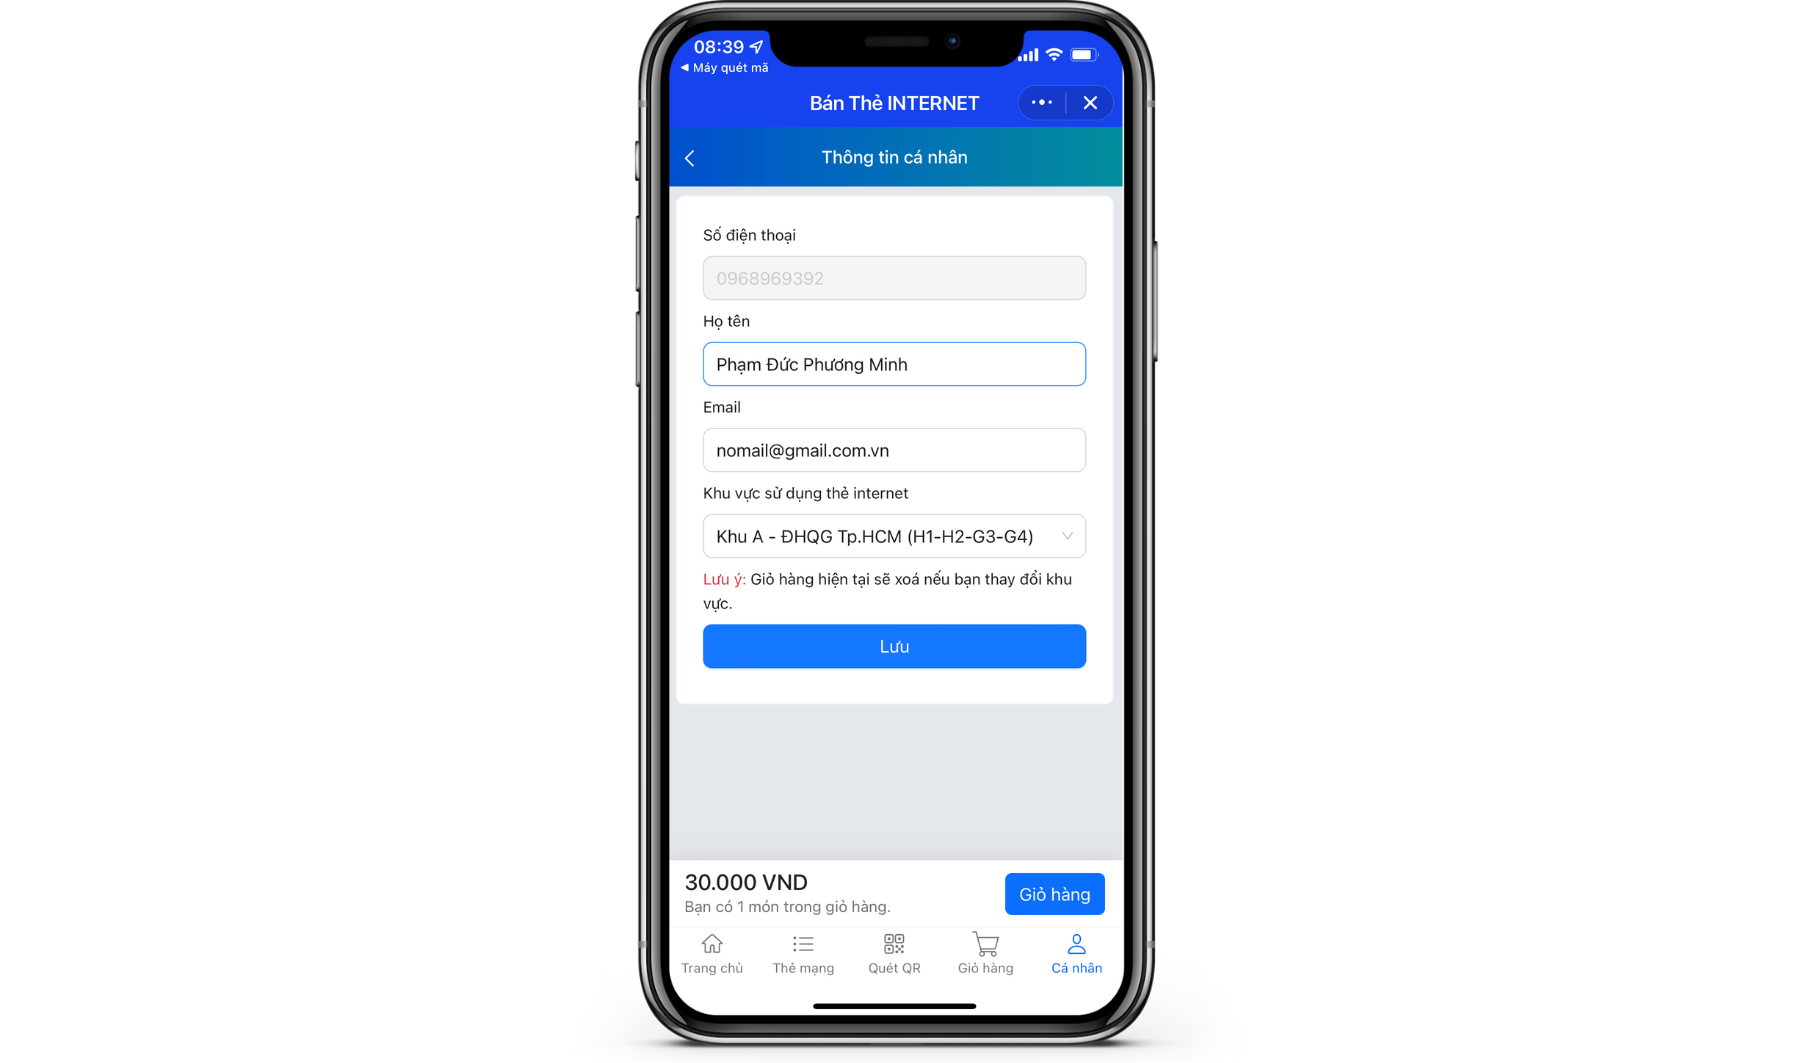 08:39
◀ Máy quét mã
Bán Thẻ INTERNET
Thông tin cá nhân
Số điện thoại
0968969392
Họ tên
Phạm Đức Phương Minh
Email
nomail@gmail.com.vn
Khu vực sử dụng thẻ internet
Khu A - ĐHQG Tp.HCM (H1-H2-G3-G4)
Lưu ý: Giỏ hàng hiện tại sẽ xoá nếu bạn thay đổi khu
vực.
Lưu
30.000 VND
Bạn có 1 món trong giỏ hàng.
Giỏ hàng
Trang chủ
Thẻ mạng
Quét QR
Giỏ hàng
Cá nhân